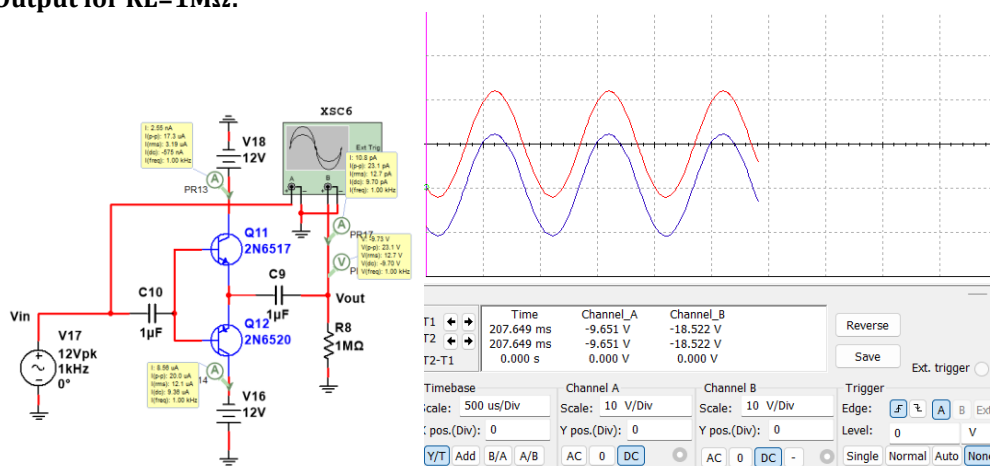 Output for RL=1MΩ:
XSC6
Ext Trig
V18
12V
I: 2.55 nA
I(p-p): 17.3 uA
I(rms): 3.19 uA
I(dc): -875 nA
I(freq): 1.00 kHz
A
PR13
A
B
I: 10.8 pA
I(p-p): 23.1 pA
I(rms): 12.7 pA
I(dc): 9.70 pA
I(freq): 1.00 kHz
A
V: -9.73 V
V(p-p): 23.1 V
V(rms): 12.7 V
V(dc): -9.70 V
V(freq): 1.00 kHz
V
Q11
2N6517
C9
1µF
Vout
C10
1µF
Vin
V17
12Vpk
1kHz
0°
Q12
2N6520
R8
1MΩ
I: 8.56 uA
I(p-p): 20.0 uA
I(rms): 12.1 uA
I(dc): 9.36 uA
I(freq): 1.00 kHz
A
14
V16
12V
Time Channel_A Channel_B
T1 207.649 ms -9.651 V -18.522 V
T2 207.649 ms -9.651 V -18.522 V
T2-T1 0.000 s 0.000 V 0.000 V
Reverse
Save
Ext. trigger
Timebase
Scale: 500 us/Div
pos.(Div): 0
Y/T Add B/A A/B
Channel A
Scale: 10 V/Div
Y pos.(Div): 0
AC 0 DC
Channel B
Scale: 10 V/Div
Y pos.(Div): 0
AC 0 DC -
Trigger
Edge: A B Ext
Level: 0 V
Single Normal Auto None